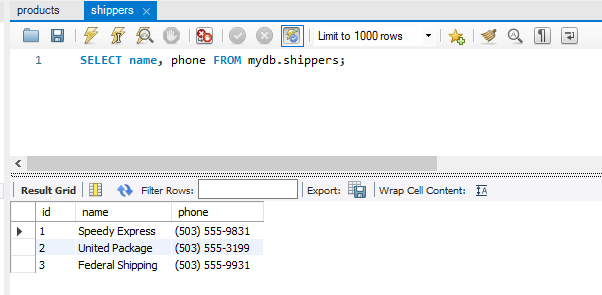 products shippers
Limit to 1000 rows
1 SELECT name, phone FROM mydb.shippers;
Result Grid Filter Rows: Export: Wrap Cell Content:
id name phone
1 Speedy Express (503) 555-9831
2 United Package (503) 555-3199
3 Federal Shipping (503) 555-9931